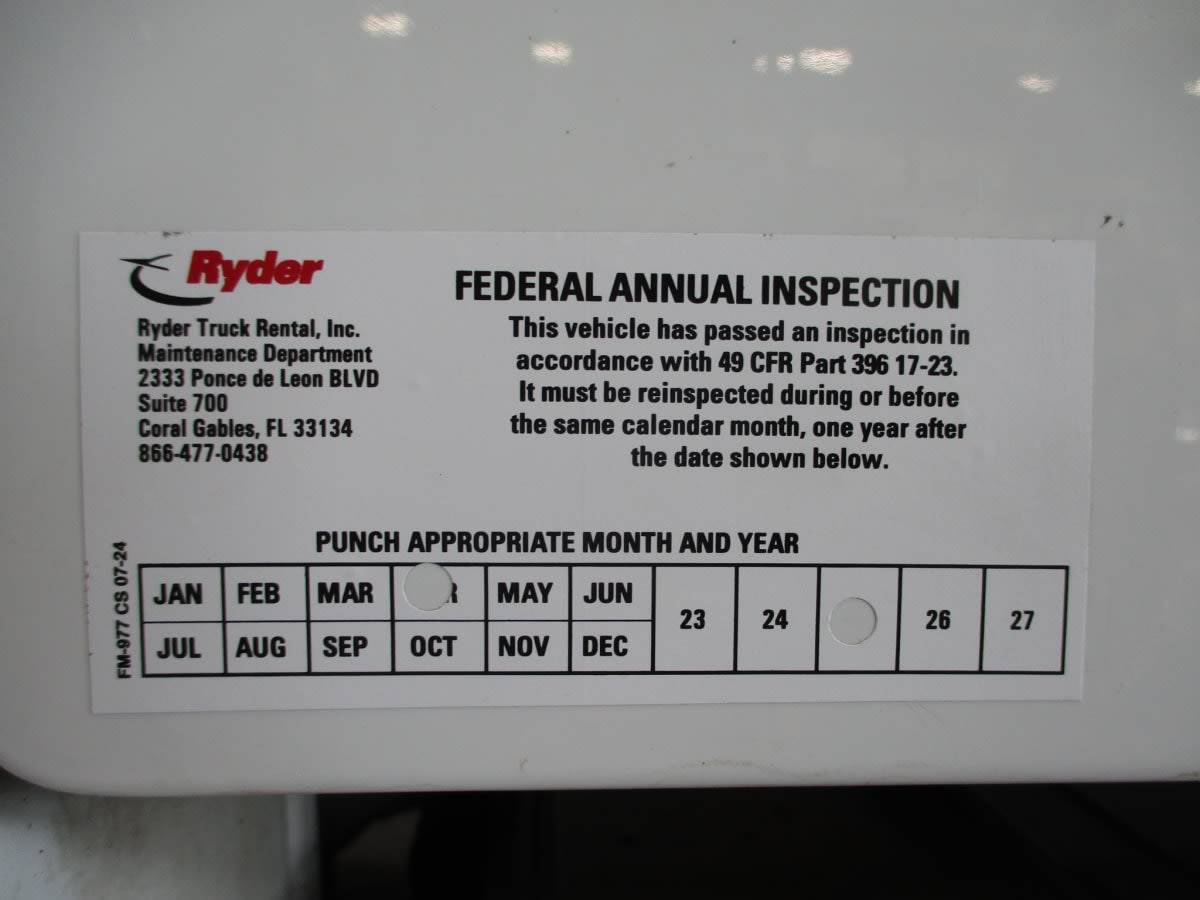 Ryder
Ryder Truck Rental, Inc.
Maintenance Department
2333 Ponce de Leon BLVD
Suite 700
Coral Gables, FL 33134
866-477-0438
FEDERAL ANNUAL INSPECTION
This vehicle has passed an inspection in
accordance with 49 CFR Part 396 17-23.
It must be reinspected during or before
the same calendar month, one year after
the date shown below.
PUNCH APPROPRIATE MONTH AND YEAR
FM-977 CS 07-24
JAN FEB MAR MAY JUN
JUL AUG SEP OCT NOV DEC
23 24 26 27